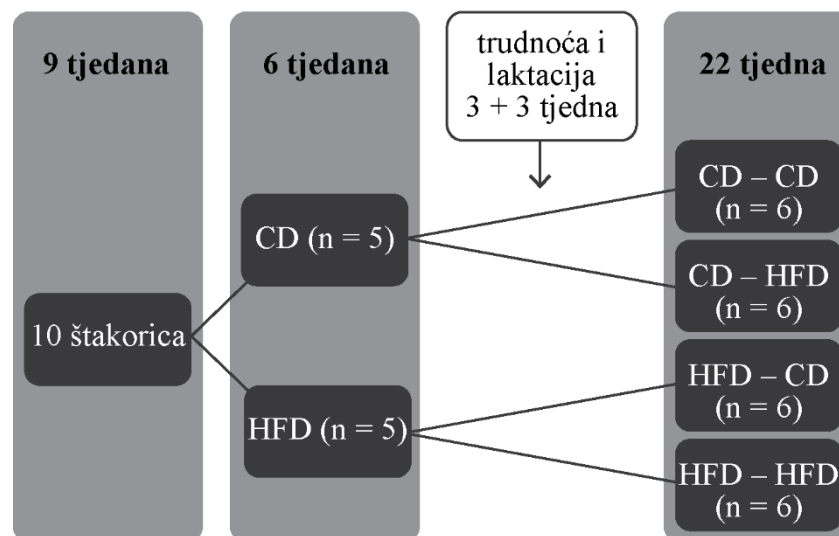 9 tjedana
6 tjedana
trudnoća i
laktacija
3 + 3 tjedna
22 tjedna
10 štakorica
CD (n = 5)
HFD (n = 5)
CD – CD
(n = 6)
CD – HFD
(n = 6)
HFD – CD
(n = 6)
HFD – HFD
(n = 6)